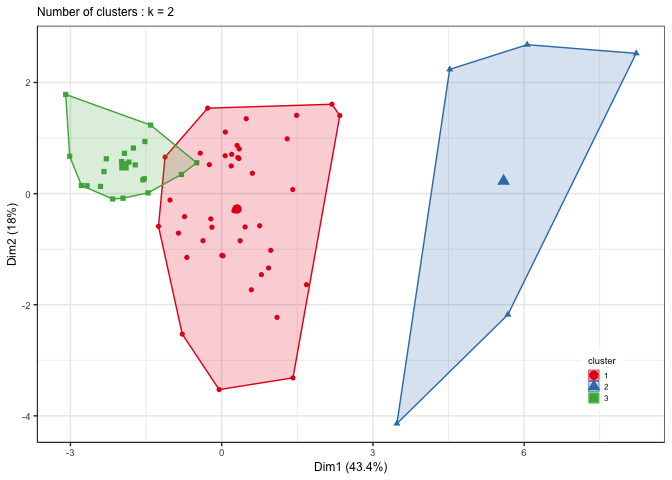 Number of clusters : k = 2
2
0
-2
-4
Dim2 (18%)
-3
0
3
6
Dim1 (43.4%)
cluster
1
2
3